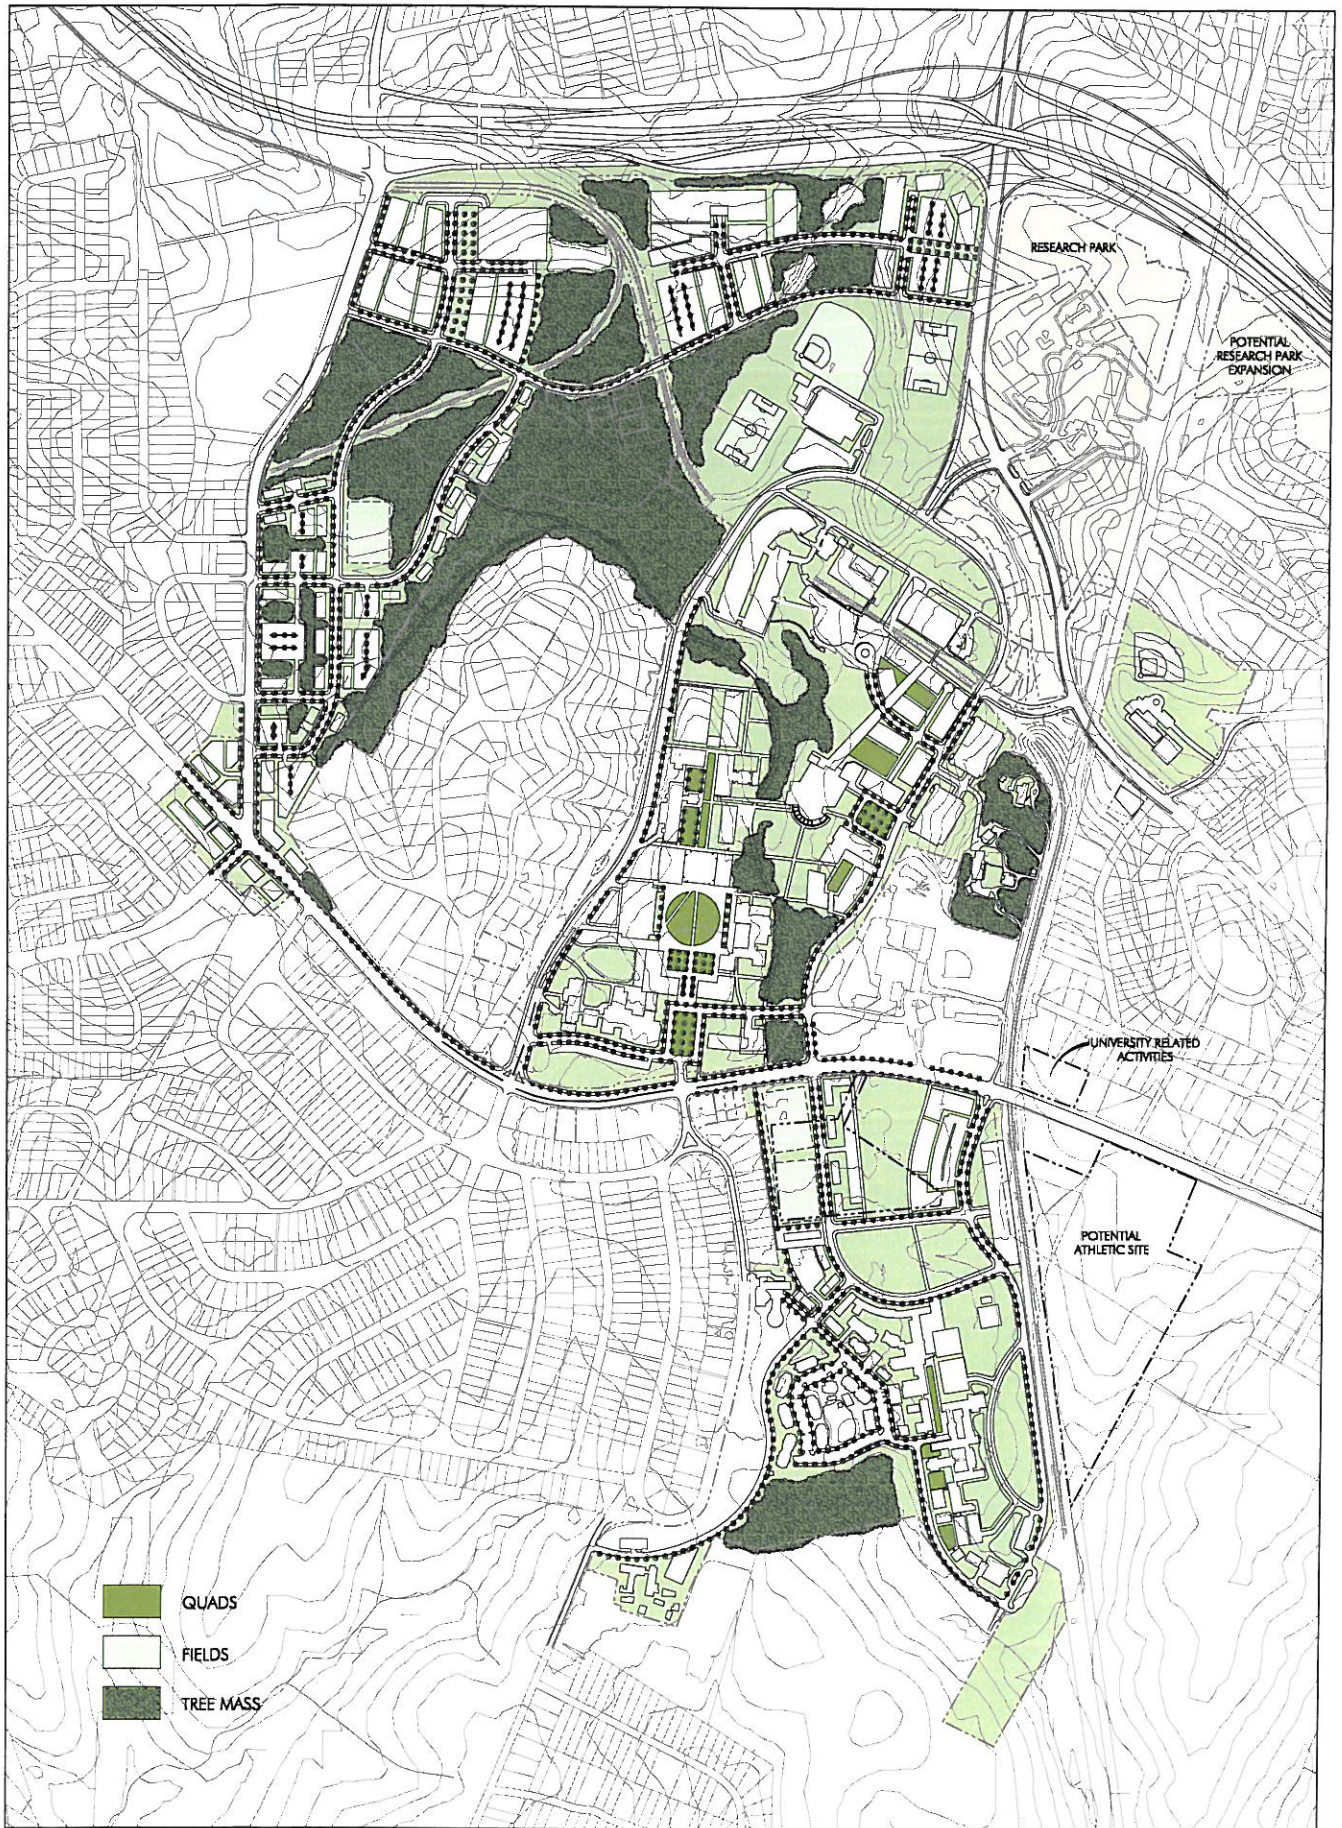 RESEARCH PARK
POTENTIAL
RESEARCH PARK
EXPANSION
UNIVERSITY RELATED
ACTIVITIES
POTENTIAL
ATHLETIC SITE
QUADS
FIELDS
TREE MASS